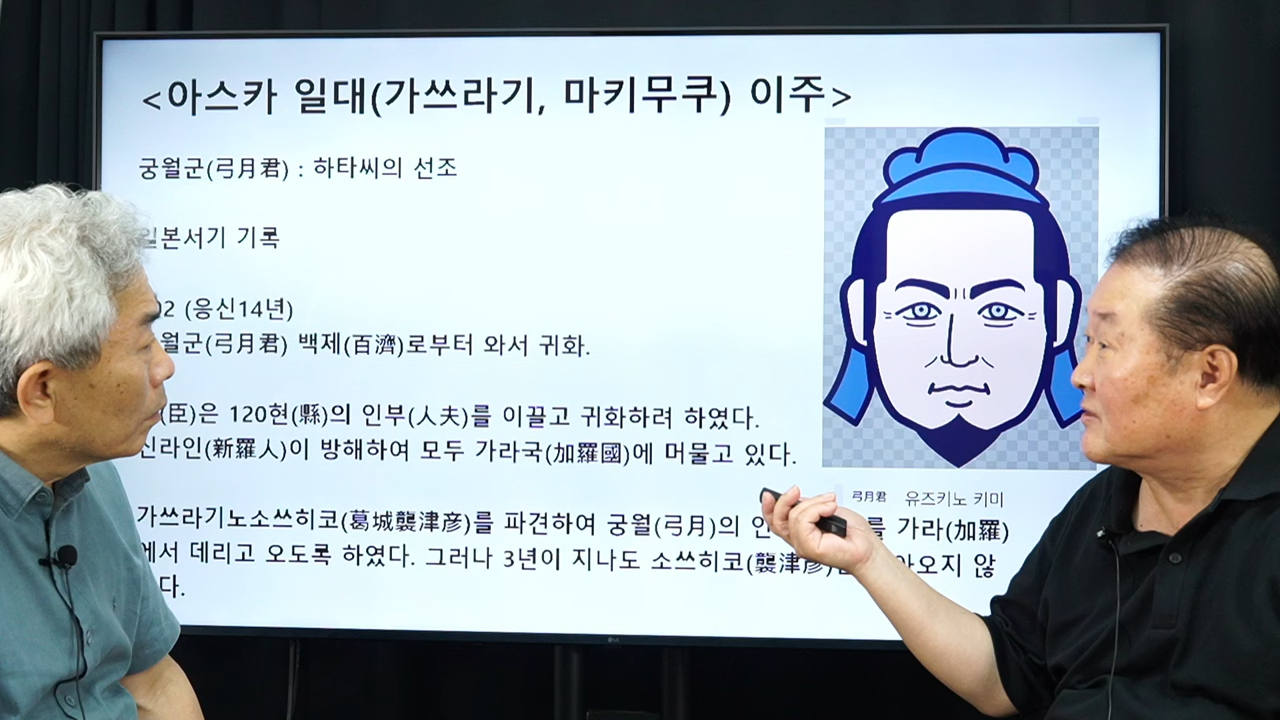 <아스카 일대(가쓰라기, 마키무쿠) 이주>
궁월군(弓月君) : 하타씨의 선조
일본서기 기록
02 (응신14년)
월군(弓月君) 백제(百濟)로부터 와서 귀화.
(臣)은 120현(縣)의 인부(人夫)를 이끌고 귀화하려 하였다.
신라인(新羅人)이 방해하여 모두 가라국(加羅國)에 머물고 있다.
弓月君 유즈키노 키미
가쓰라기노소쓰히코(葛城襲津彦)를 파견하여 궁월(弓月)의 를 가라(加羅)
에서 데리고 오도록 하였다. 그러나 3년이 지나도 소쓰히코(襲津彦) 아오지 않
다.
LG